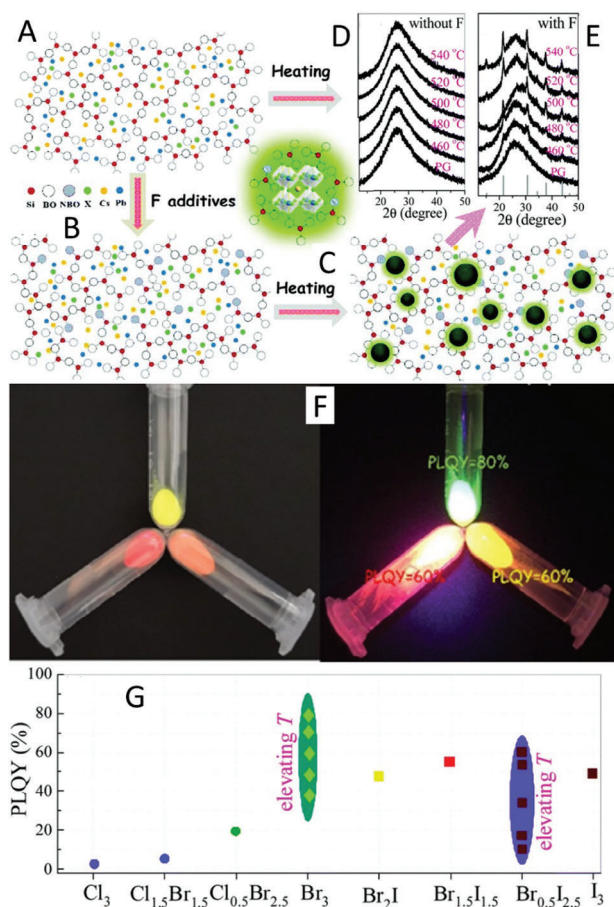 A
Heating
D
without F
540 °C
520 °C
500 °C
480 °C
460 °C
PG
10 20 30 40 50
2θ (degree)
E
with F
540 °C
520 °C
500 °C
480 °C
460 °C
PG
10 20 30 40 50
2θ (degree)
Si BO NBO X Cs Pb
F additives
B
Heating
C
F
PLQY=80%
PLQY=60%
PLQY=60%
G
PLQY (%)
100
80
60
40
20
0
elevating T
elevating T
Cl3 Cl1.5Br1.5 Cl0.5Br2.5 Br3 Br2I Br1.5I1.5 Br0.5I2.5 I3